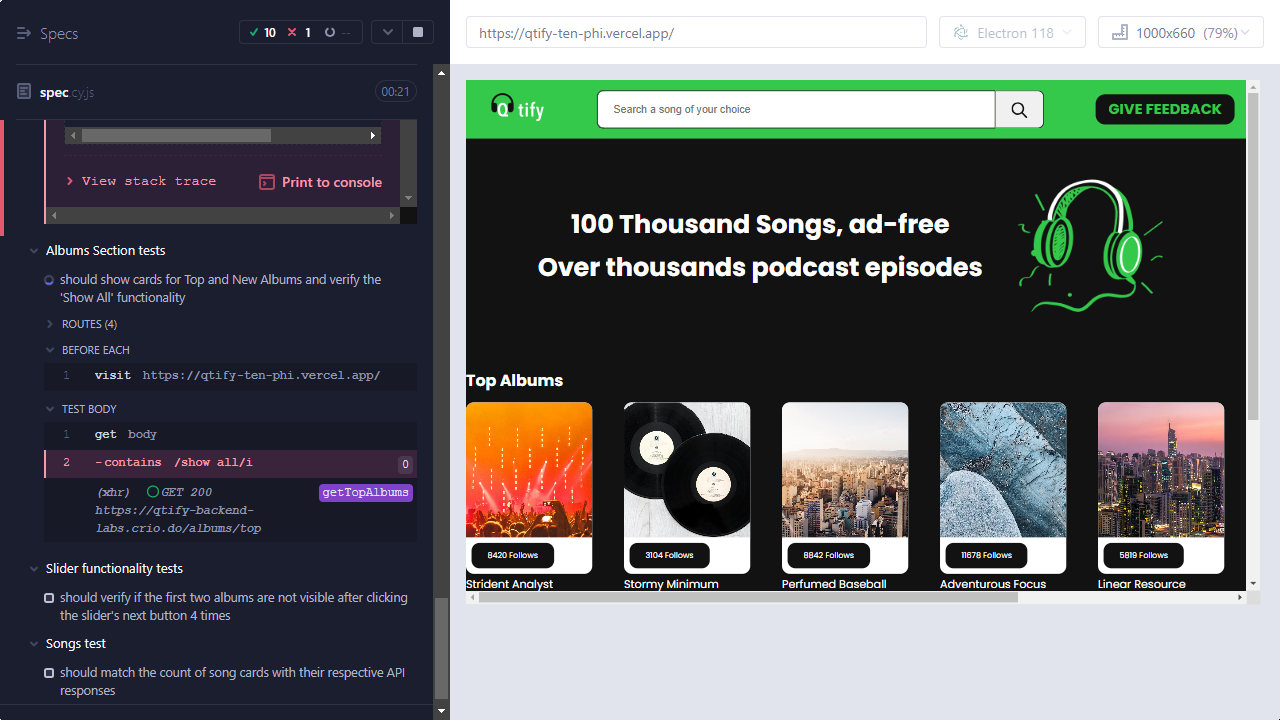 Specs
10
1
--
spec.cy.js
00:21
View stack trace
Print to console
Albums Section tests
should show cards for Top and New Albums and verify the
'Show All' functionality
ROUTES (4)
BEFORE EACH
1 visit https://qtify-ten-phi.vercel.app/
TEST BODY
1 get body
2 -contains /show all/i 0
(xhr) GET 200 getTopAlbums
https://qtify-backend-
labs.crio.do/albums/top
Slider functionality tests
should verify if the first two albums are not visible after clicking
the slider's next button 4 times
Songs test
should match the count of song cards with their respective API
responses
https://qtify-ten-phi.vercel.app/
Electron 118
1000x660 (79%)
Qtify
Search a song of your choice
GIVE FEEDBACK
100 Thousand Songs, ad-free
Over thousands podcast episodes
Top Albums
8420 Follows
3104 Follows
8842 Follows
11678 Follows
5819 Follows
Strident Analyst
Stormy Minimum
Perfumed Baseball
Adventurous Focus
Linear Resource